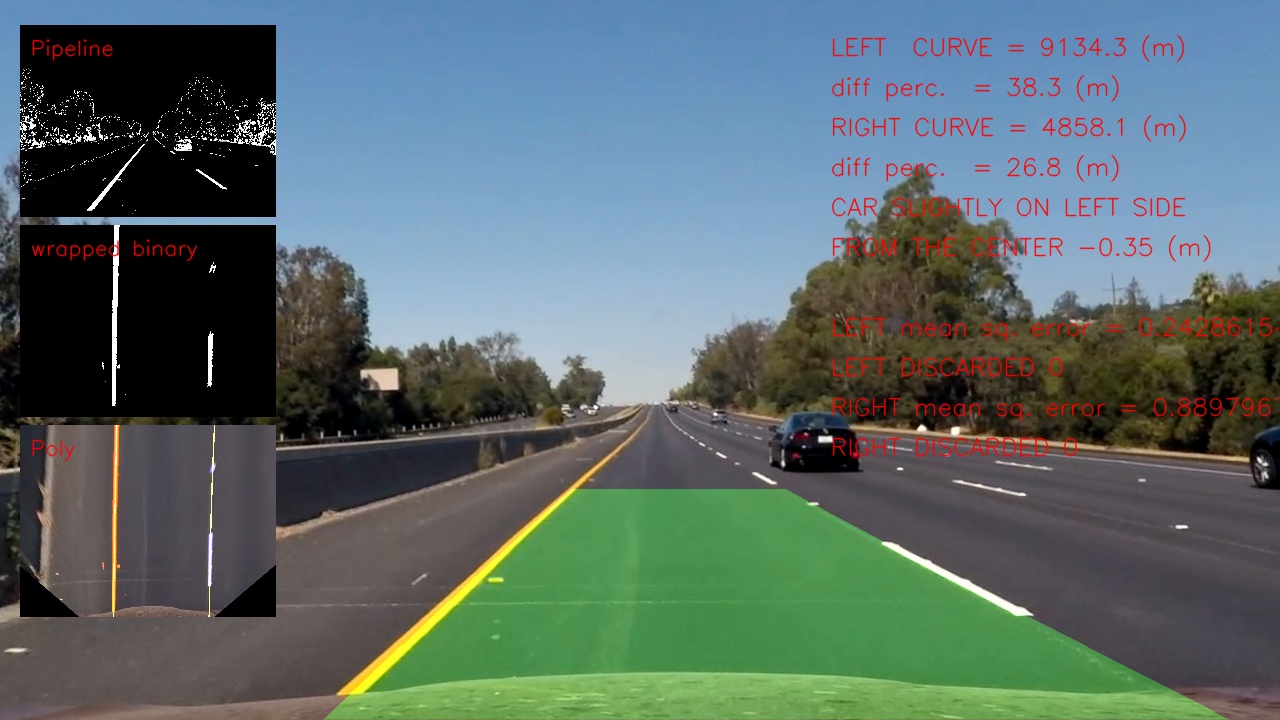 Pipeline
wrapped binary
Poly
LEFT CURVE = 9134.3 (m)
diff perc. = 38.3 (m)
RIGHT CURVE = 4858.1 (m)
diff perc. = 26.8 (m)
CAR SLIGHTLY ON LEFT SIDE
FROM THE CENTER -0.35 (m)
LEFT mean sq. error = 0.2428615
LEFT DISCARDED 0
RIGHT mean sq. error = 0.889796
RIGHT DISCARDED 0